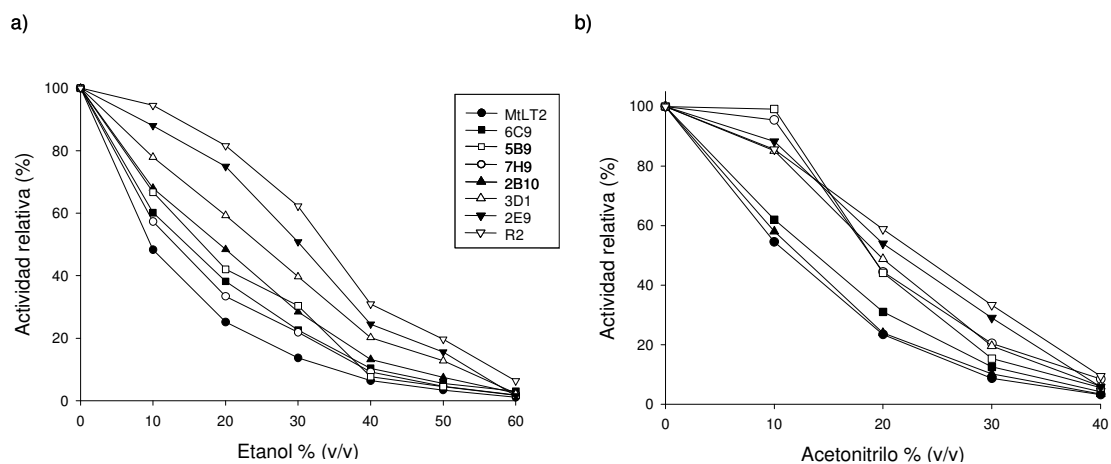 a)
Actividad relativa (%)
100
80
60
40
20
0
0 10 20 30 40 50 60
Etanol % (v/v)
MtLT2
6C9
5B9
7H9
2B10
3D1
2E9
R2
b)
Actividad relativa (%)
100
80
60
40
20
0
0 10 20 30 40
Acetonitrilo % (v/v)